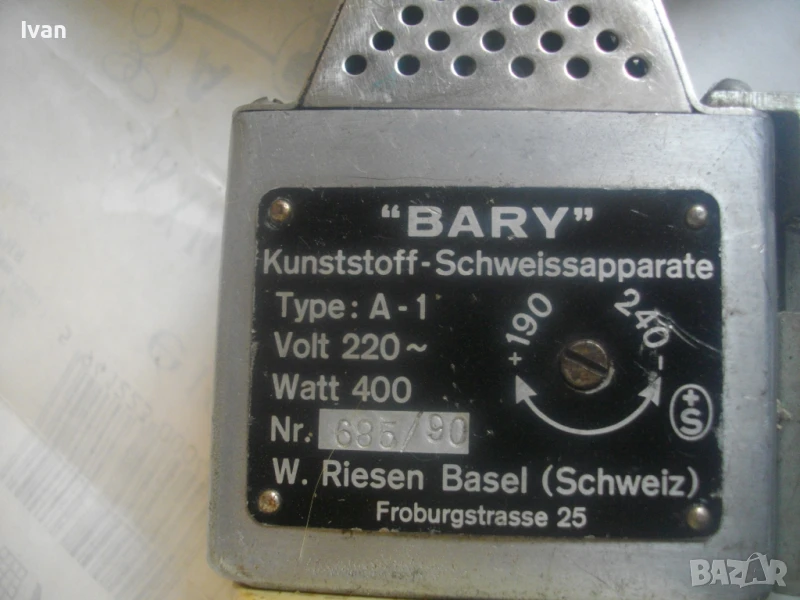 Ivan
"BARY"
Kunststoff-Schweissapparate
Type: A-1
Volt 220~
Watt 400
Nr. 685/90
+190
240-
+S
W. Riesen Basel (Schweiz)
Froburgstrasse 25
BAZAR